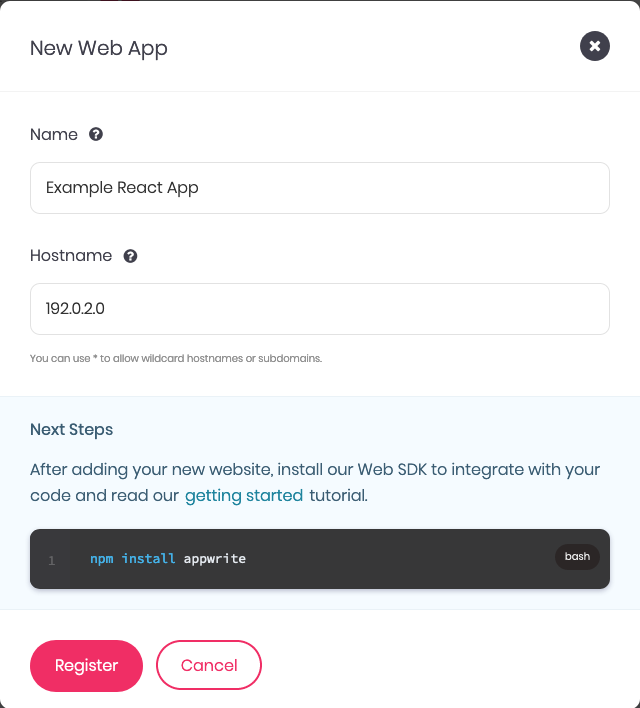 New Web App
Name
Example React App
Hostname
192.0.2.0
You can use * to allow wildcard hostnames or subdomains.
Next Steps
After adding your new website, install our Web SDK to integrate with your
code and read our getting started tutorial.
1 npm install appwrite bash
Register Cancel